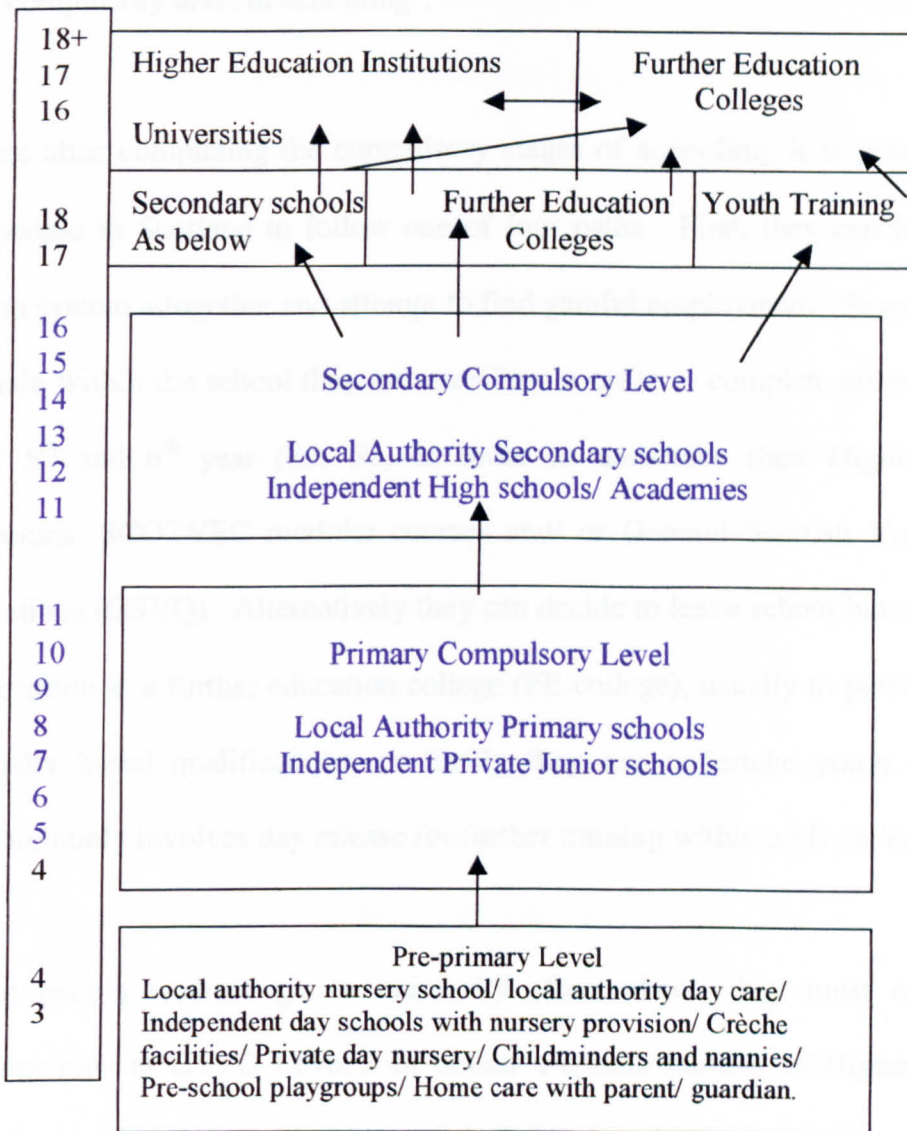 18+
17
16
Higher Education Institutions
Universities
Further Education
Colleges
18
17
Secondary schools
As below
Further Education
Colleges
Youth Training
16
15
14
13
12
11
Secondary Compulsory Level
Local Authority Secondary schools
Independent High schools/ Academies
11
10
9
8
7
6
5
4
Primary Compulsory Level
Local Authority Primary schools
Independent Private Junior schools
4
3
Pre-primary Level
Local authority nursery school/ local authority day care/
Independent day schools with nursery provision/ Crèche
facilities/ Private day nursery/ Childminders and nannies/
Pre-school playgroups/ Home care with parent/ guardian.